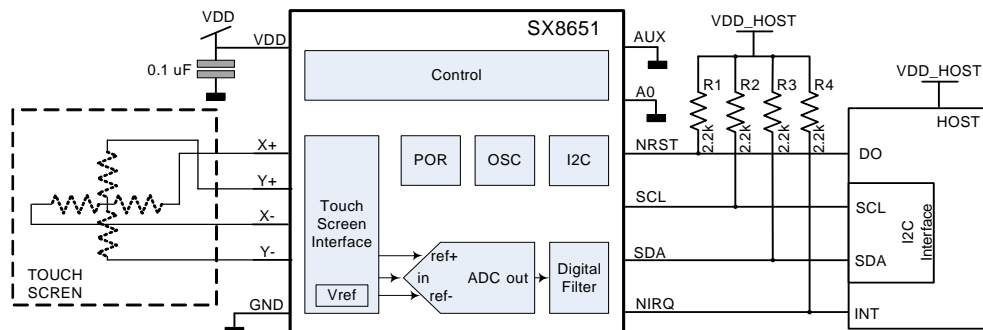 VDD
VDD
0.1 uF
SX8651
Control
AUX
A0
VDD_HOST
R1
R2
R3
R4
2.2k
2.2k
2.2k
2.2k
VDD_HOST
HOST
X+
Y+
X-
Y-
GND
TOUCH
SCREN
Touch
Screen
Interface
Vref
POR
OSC
I2C
ref+
in
ref-
ADC out
Digital
Filter
NRST
SCL
SDA
NIRQ
DO
SCL
SDA
INT
I2C
Interface